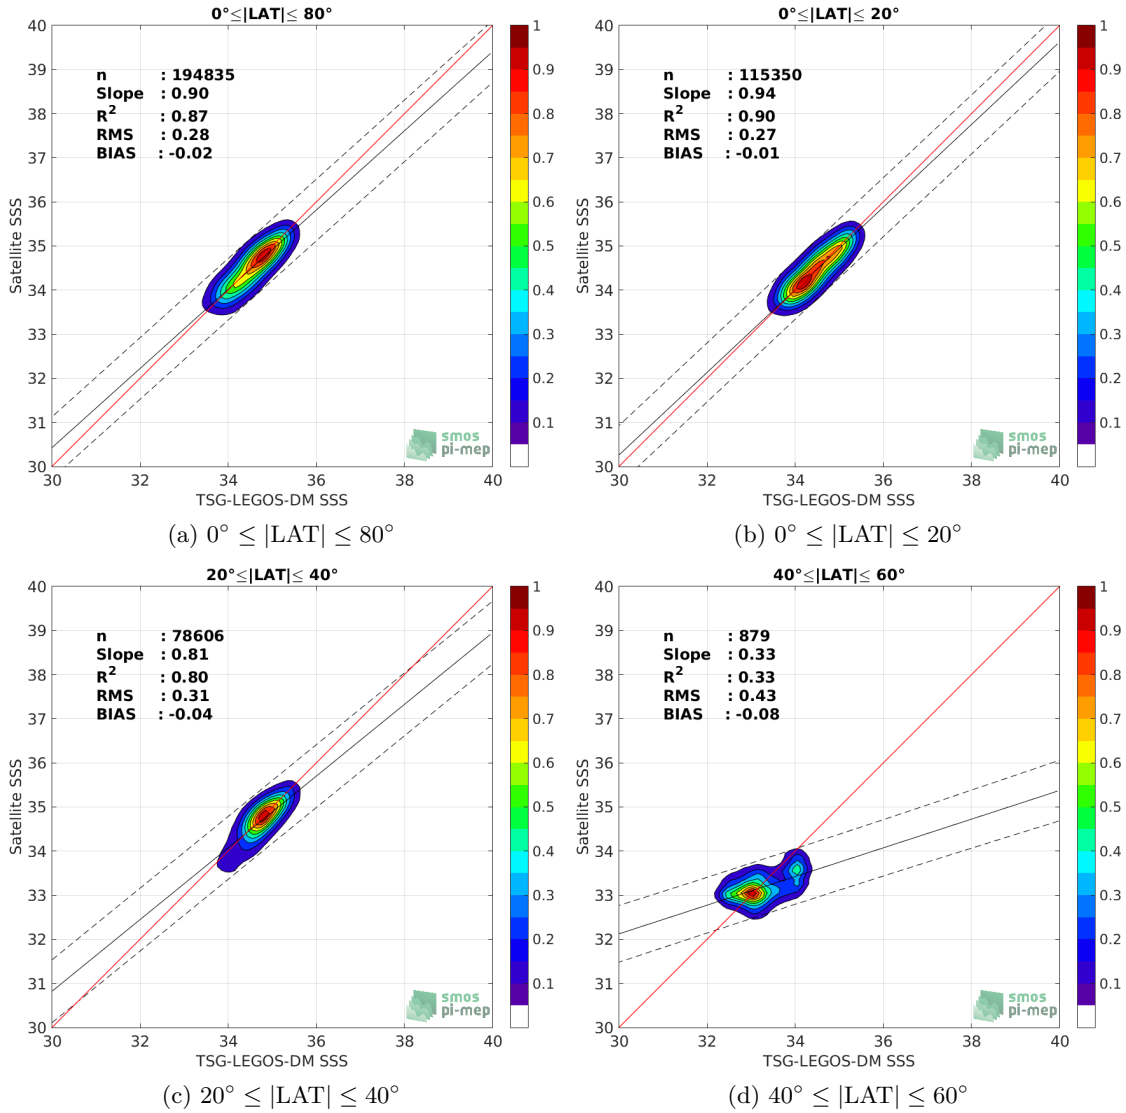 0°≤|LAT|≤ 80°
n : 194835
Slope : 0.90
R² : 0.87
RMS : 0.28
BIAS : -0.02
Satellite SSS
40
39
38
37
36
35
34
33
32
31
30
30 32 34 36 38 40
TSG-LEGOS-DM SSS
smos
pi-mep
1
0.9
0.8
0.7
0.6
0.5
0.4
0.3
0.2
0.1
(a) 0° ≤ |LAT| ≤ 80°
0°≤|LAT|≤ 20°
n : 115350
Slope : 0.94
R² : 0.90
RMS : 0.27
BIAS : -0.01
Satellite SSS
40
39
38
37
36
35
34
33
32
31
30
30 32 34 36 38 40
TSG-LEGOS-DM SSS
smos
pi-mep
1
0.9
0.8
0.7
0.6
0.5
0.4
0.3
0.2
0.1
(b) 0° ≤ |LAT| ≤ 20°
20°≤|LAT|≤ 40°
n : 78606
Slope : 0.81
R² : 0.80
RMS : 0.31
BIAS : -0.04
Satellite SSS
40
39
38
37
36
35
34
33
32
31
30
30 32 34 36 38 40
TSG-LEGOS-DM SSS
smos
pi-mep
1
0.9
0.8
0.7
0.6
0.5
0.4
0.3
0.2
0.1
(c) 20° ≤ |LAT| ≤ 40°
40°≤|LAT|≤ 60°
n : 879
Slope : 0.33
R² : 0.33
RMS : 0.43
BIAS : -0.08
Satellite SSS
40
39
38
37
36
35
34
33
32
31
30
30 32 34 36 38 40
TSG-LEGOS-DM SSS
smos
pi-mep
1
0.9
0.8
0.7
0.6
0.5
0.4
0.3
0.2
0.1
(d) 40° ≤ |LAT| ≤ 60°